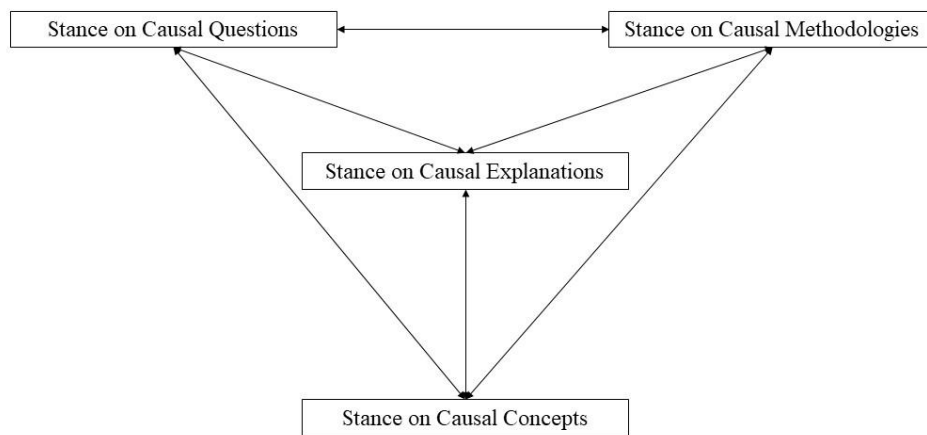 Stance on Causal Questions
Stance on Causal Methodologies
Stance on Causal Explanations
Stance on Causal Concepts